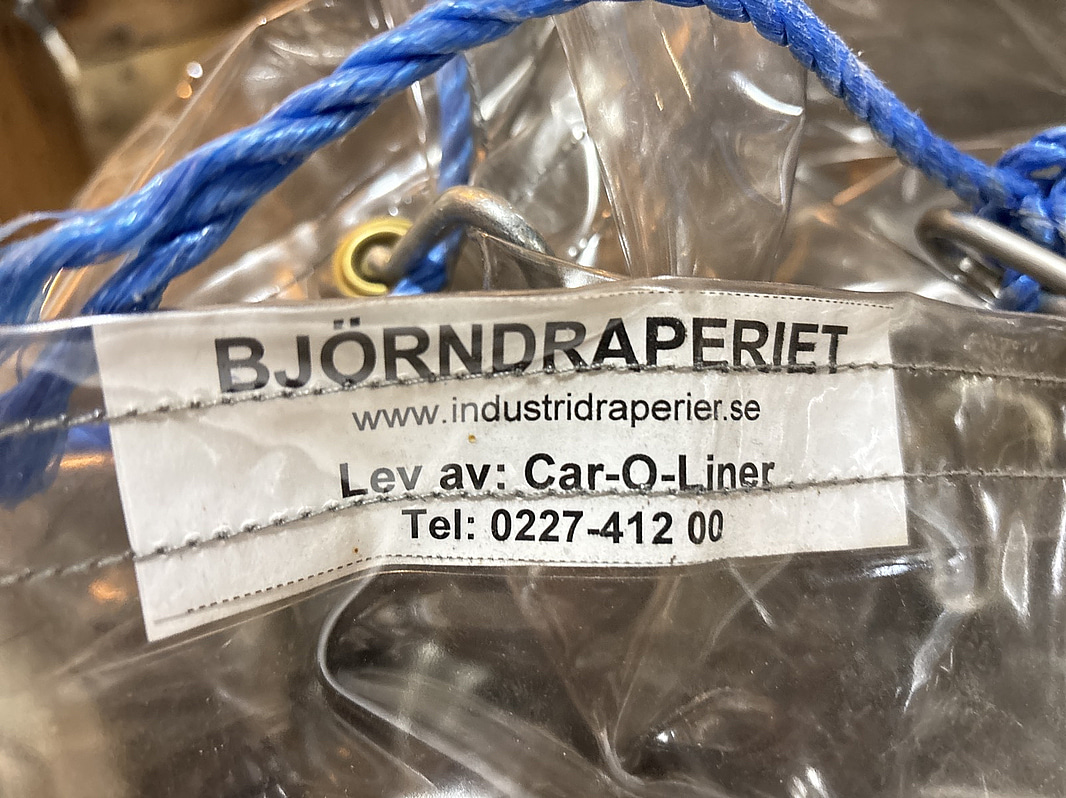 BJÖRNDRAPERIET
www.industridraperier.se
Lev av: Car-O-Liner
Tel: 0227-412 00